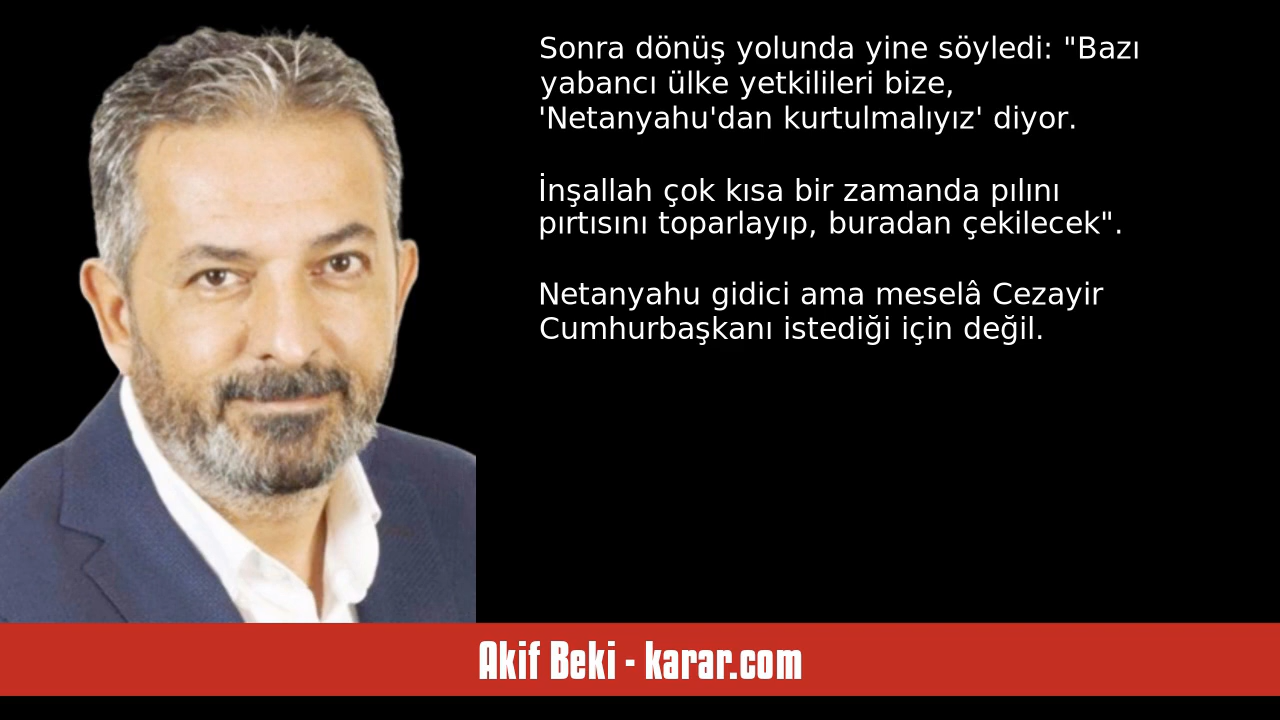 Sonra dönüş yolunda yine söyledi: "Bazı
yabancı ülke yetkilileri bize,
'Netanyahu'dan kurtulmalıyız' diyor.
İnşallah çok kısa bir zamanda pılını
pırtısını toparlayıp, buradan çekilecek".
Netanyahu gidici ama meselâ Cezayir
Cumhurbaşkanı istediği için değil.
Akif Beki - karar.com